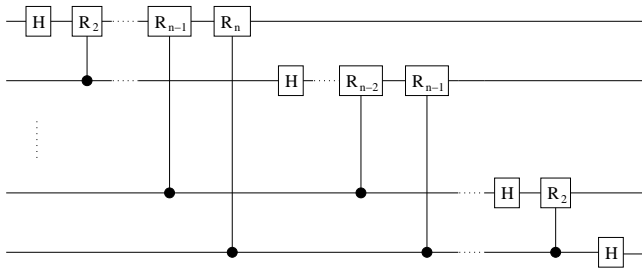 H R₂ Rₙ₋₁ Rₙ
H Rₙ₋₂ Rₙ₋₁
H R₂
H